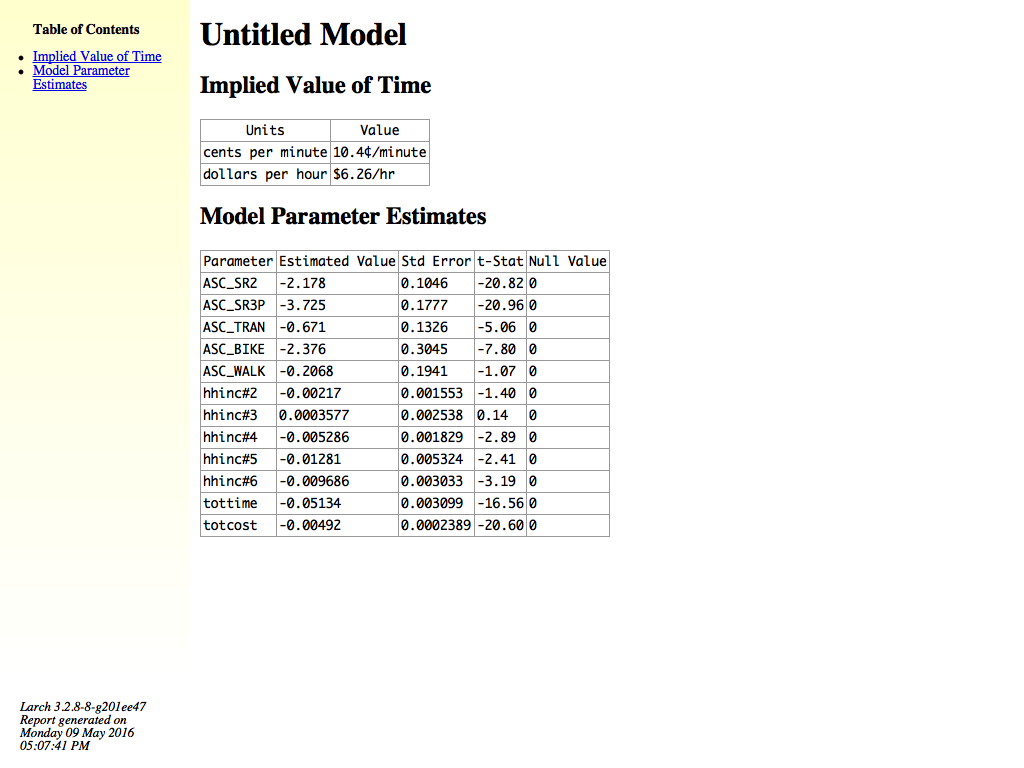 Table of Contents
Implied Value of Time
Model Parameter
Estimates
Untitled Model
Implied Value of Time
Units Value
cents per minute 10.4¢/minute
dollars per hour $6.26/hr
Model Parameter Estimates
Parameter Estimated Value Std Error t-Stat Null Value
ASC_SR2 -2.178 0.1046 -20.82 0
ASC_SR3P -3.725 0.1777 -20.96 0
ASC_TRAN -0.671 0.1326 -5.06 0
ASC_BIKE -2.376 0.3045 -7.80 0
ASC_WALK -0.2068 0.1941 -1.07 0
hhinc#2 -0.00217 0.001553 -1.40 0
hhinc#3 0.0003577 0.002538 0.14 0
hhinc#4 -0.005286 0.001829 -2.89 0
hhinc#5 -0.01281 0.005324 -2.41 0
hhinc#6 -0.009686 0.003033 -3.19 0
tottime -0.05134 0.003099 -16.56 0
totcost -0.00492 0.0002389 -20.60 0
Larch 3.2.8-8-g201ee47
Report generated on
Monday 09 May 2016
05:07:41 PM